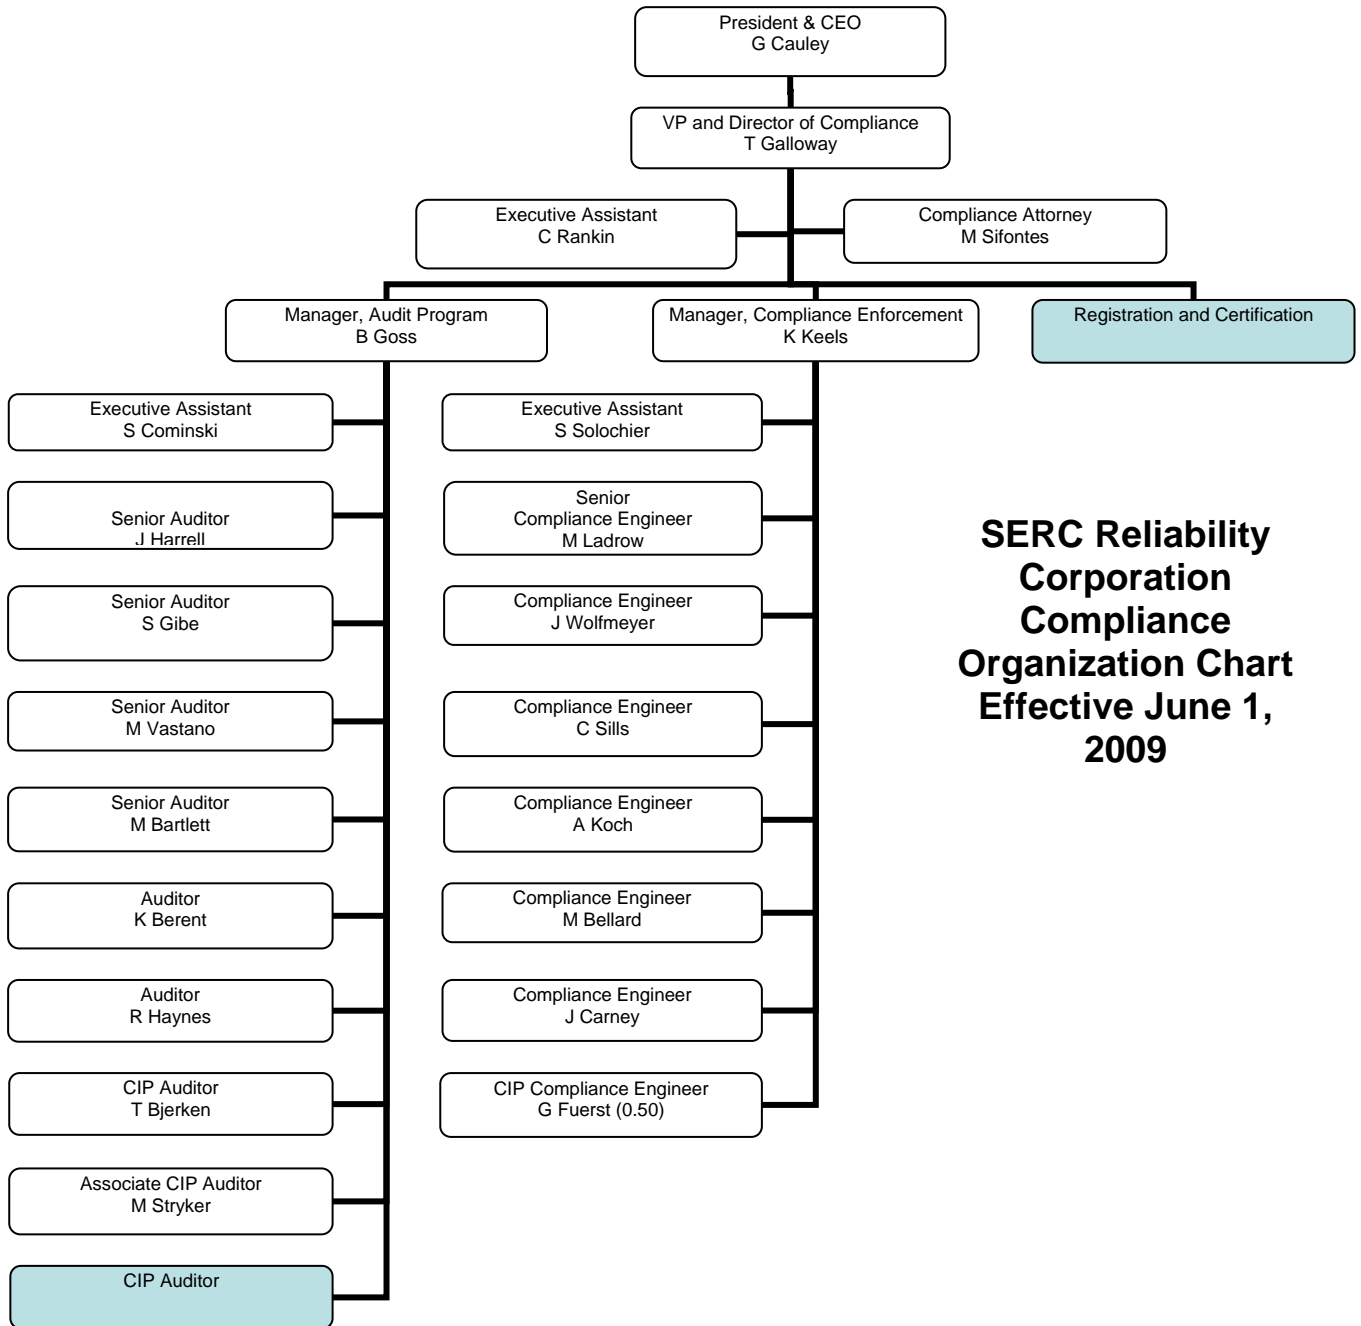 President & CEO
G Cauley
VP and Director of Compliance
T Galloway
Executive Assistant
C Rankin
Compliance Attorney
M Sifontes
Manager, Audit Program
B Goss
Manager, Compliance Enforcement
K Keels
Registration and Certification
Executive Assistant
S Cominski
Senior Auditor
J Harrell
Senior Auditor
S Gibe
Senior Auditor
M Vastano
Senior Auditor
M Bartlett
Auditor
K Berent
Auditor
R Haynes
CIP Auditor
T Bjerken
Associate CIP Auditor
M Stryker
CIP Auditor
Executive Assistant
S Solochier
Senior
Compliance Engineer
M Ladrow
Compliance Engineer
J Wolfmeyer
Compliance Engineer
C Sills
Compliance Engineer
A Koch
Compliance Engineer
M Bellard
Compliance Engineer
J Carney
CIP Compliance Engineer
G Fuerst (0.50)
SERC Reliability
Corporation
Compliance
Organization Chart
Effective June 1,
2009